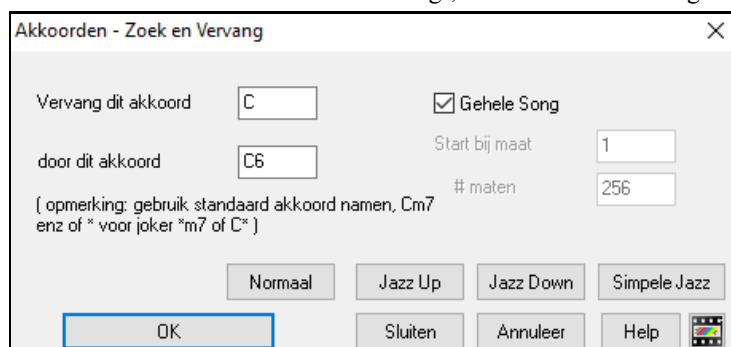 Akkoorden - Zoek en Vervang
Vervang dit akkoord C
Gehele Song
Start bij maat 1
door dit akkoord C6
# maten 256
( opmerking: gebruik standaard akkoord namen, Cm7
enz of * voor joker *m7 of C* )
Normaal Jazz Up Jazz Down Simpele Jazz
OK Sluiten Annuleer Help